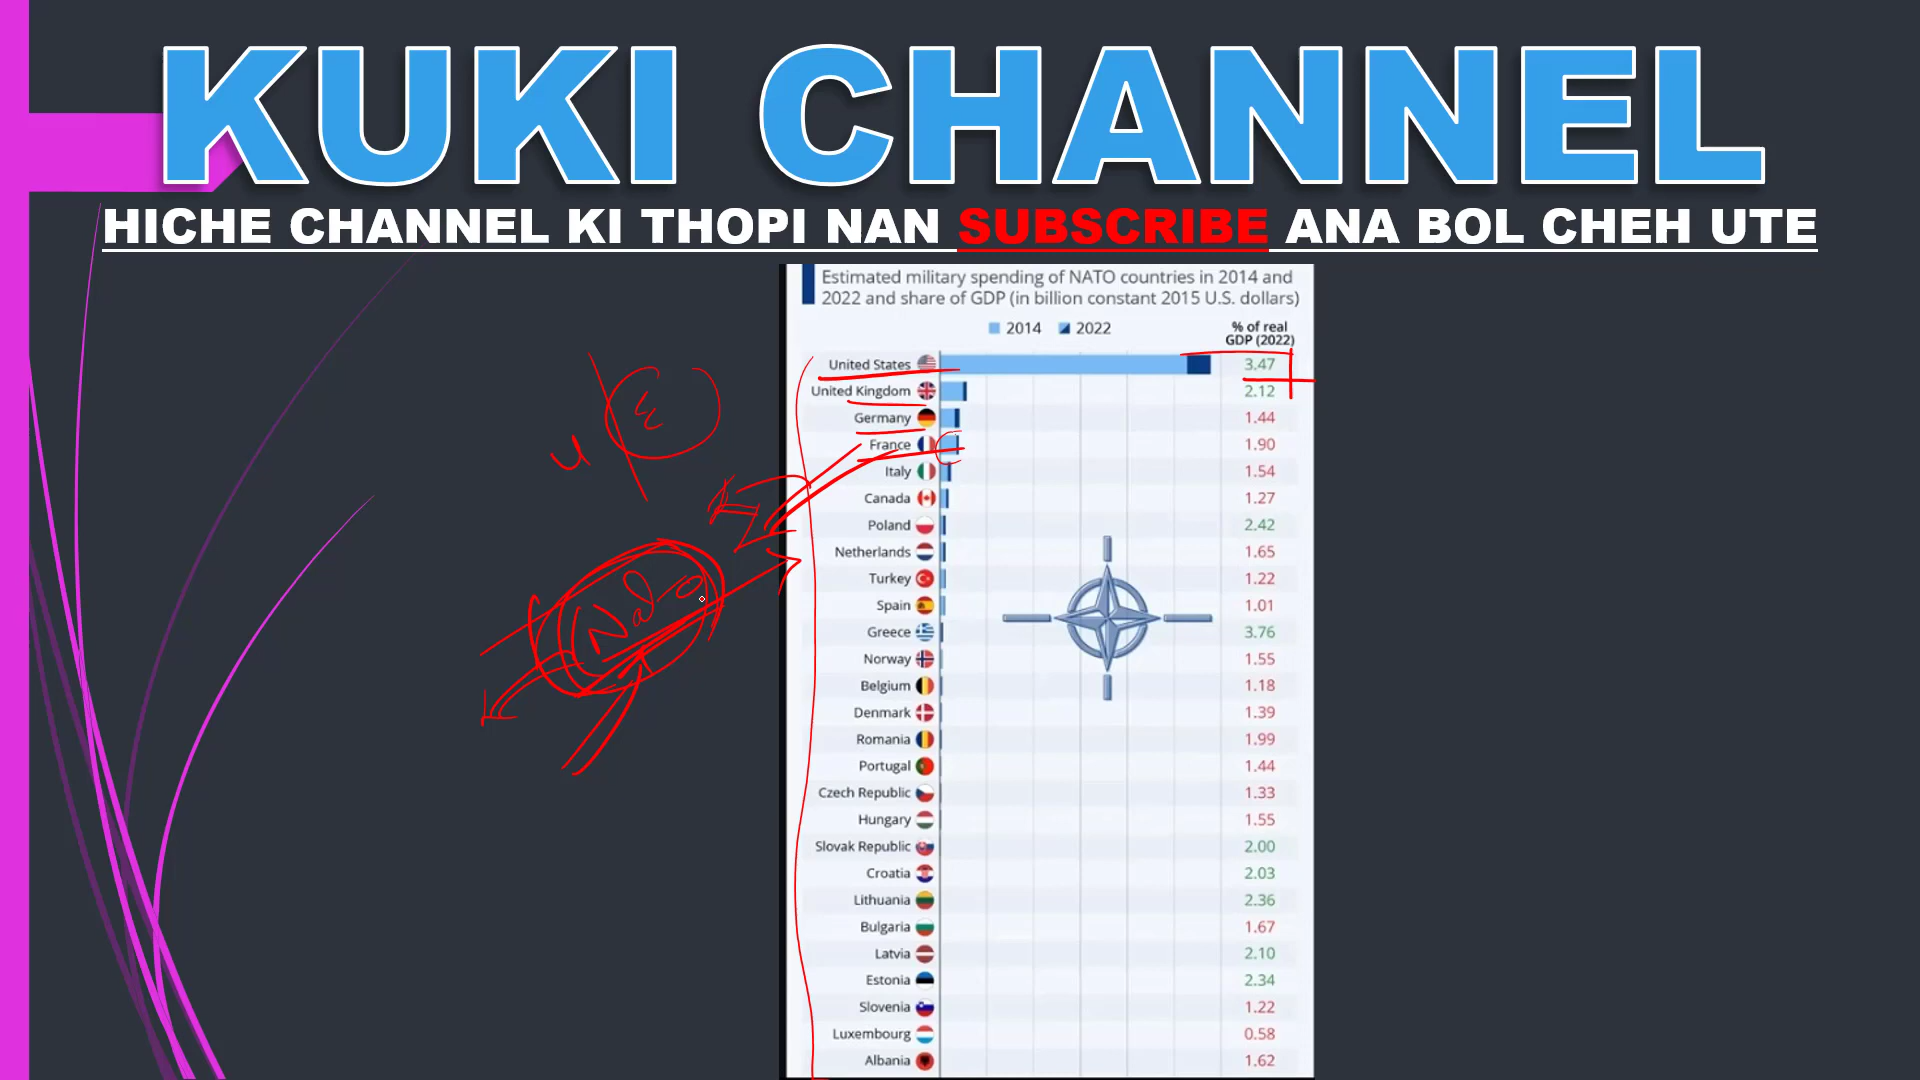 KUKI CHANNEL
HICHE CHANNEL KI THOPI NAN SUBSCRIBE ANA BOL CHEH UTE
Estimated military spending of NATO countries in 2014 and
2022 and share of GDP (in billion constant 2015 U.S. dollars)
2014 2022 % of real
GDP (2022)
United States 3.47
United Kingdom 2.12
Germany 1.44
France 1.90
Italy 1.54
Canada 1.27
Poland 2.42
Netherlands 1.65
Turkey 1.22
Spain 1.01
Greece 3.76
Norway 1.55
Belgium 1.18
Denmark 1.39
Romania 1.99
Portugal 1.44
Czech Republic 1.33
Hungary 1.55
Slovak Republic 2.00
Croatia 2.03
Lithuania 2.36
Bulgaria 1.67
Latvia 2.10
Estonia 2.34
Slovenia 1.22
Luxembourg 0.58
Albania 1.62
Nato